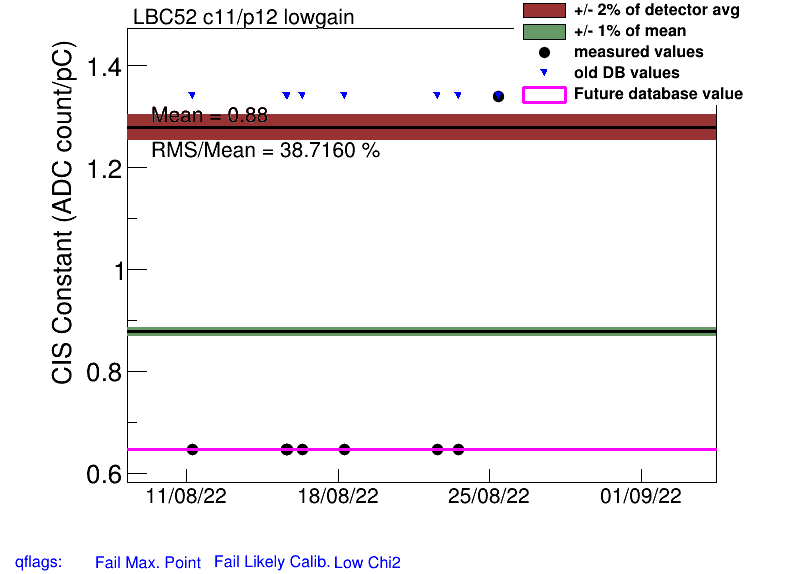 LBC52 c11/p12 lowgain
+/- 2% of detector avg
+/- 1% of mean
measured values
old DB values
Future database value
CIS Constant (ADC count/pC)
1.4
Mean = 0.88
RMS/Mean = 38.7160 %
1.2
1
0.8
0.6
11/08/22 18/08/22 25/08/22 01/09/22
qflags: Fail Max. Point Fail Likely Calib. Low Chi2